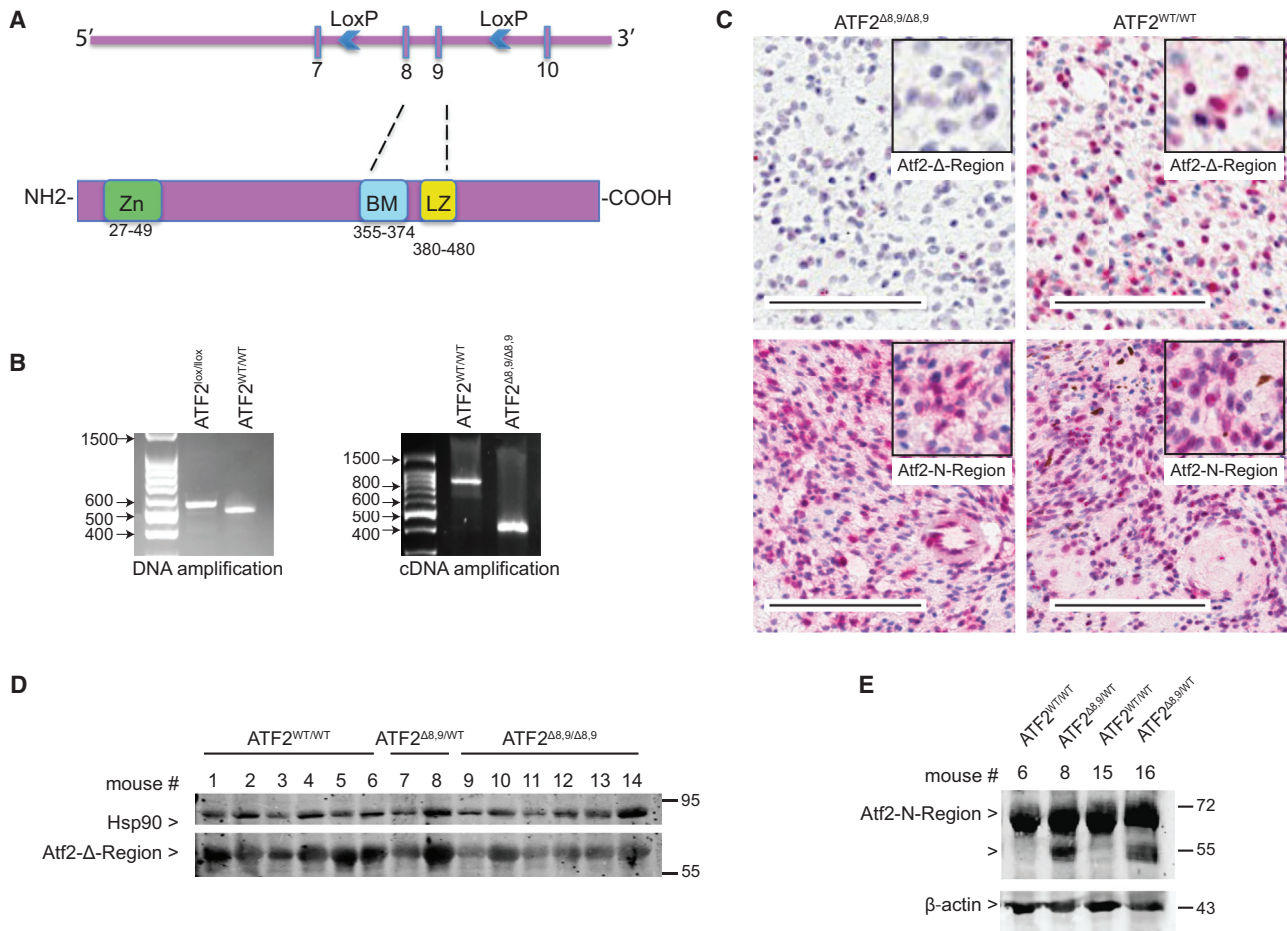 A
5′ LoxP LoxP 3′
7 8 9 10
NH2- Zn BM LZ -COOH
27-49 355-374
380-480
B
ATF2lox/llox ATF2WT/WT
1500
600
500
400
DNA amplification
ATF2WT/WT ATF2Δ8,9/Δ8,9
1500
800
600
500
400
cDNA amplification
C
ATF2Δ8,9/Δ8,9 ATF2WT/WT
Atf2-Δ-Region Atf2-Δ-Region
Atf2-N-Region Atf2-N-Region
D
ATF2WT/WT ATF2Δ8,9/WT ATF2Δ8,9/Δ8,9
mouse # 1 2 3 4 5 6 7 8 9 10 11 12 13 14
95
Hsp90 >
Atf2-Δ-Region >
55
E
ATF2WT/WT ATF2Δ8,9/WT ATF2WT/WT ATF2Δ8,9/WT
mouse # 6 8 15 16
Atf2-N-Region > 72
> 55
β-actin > 43